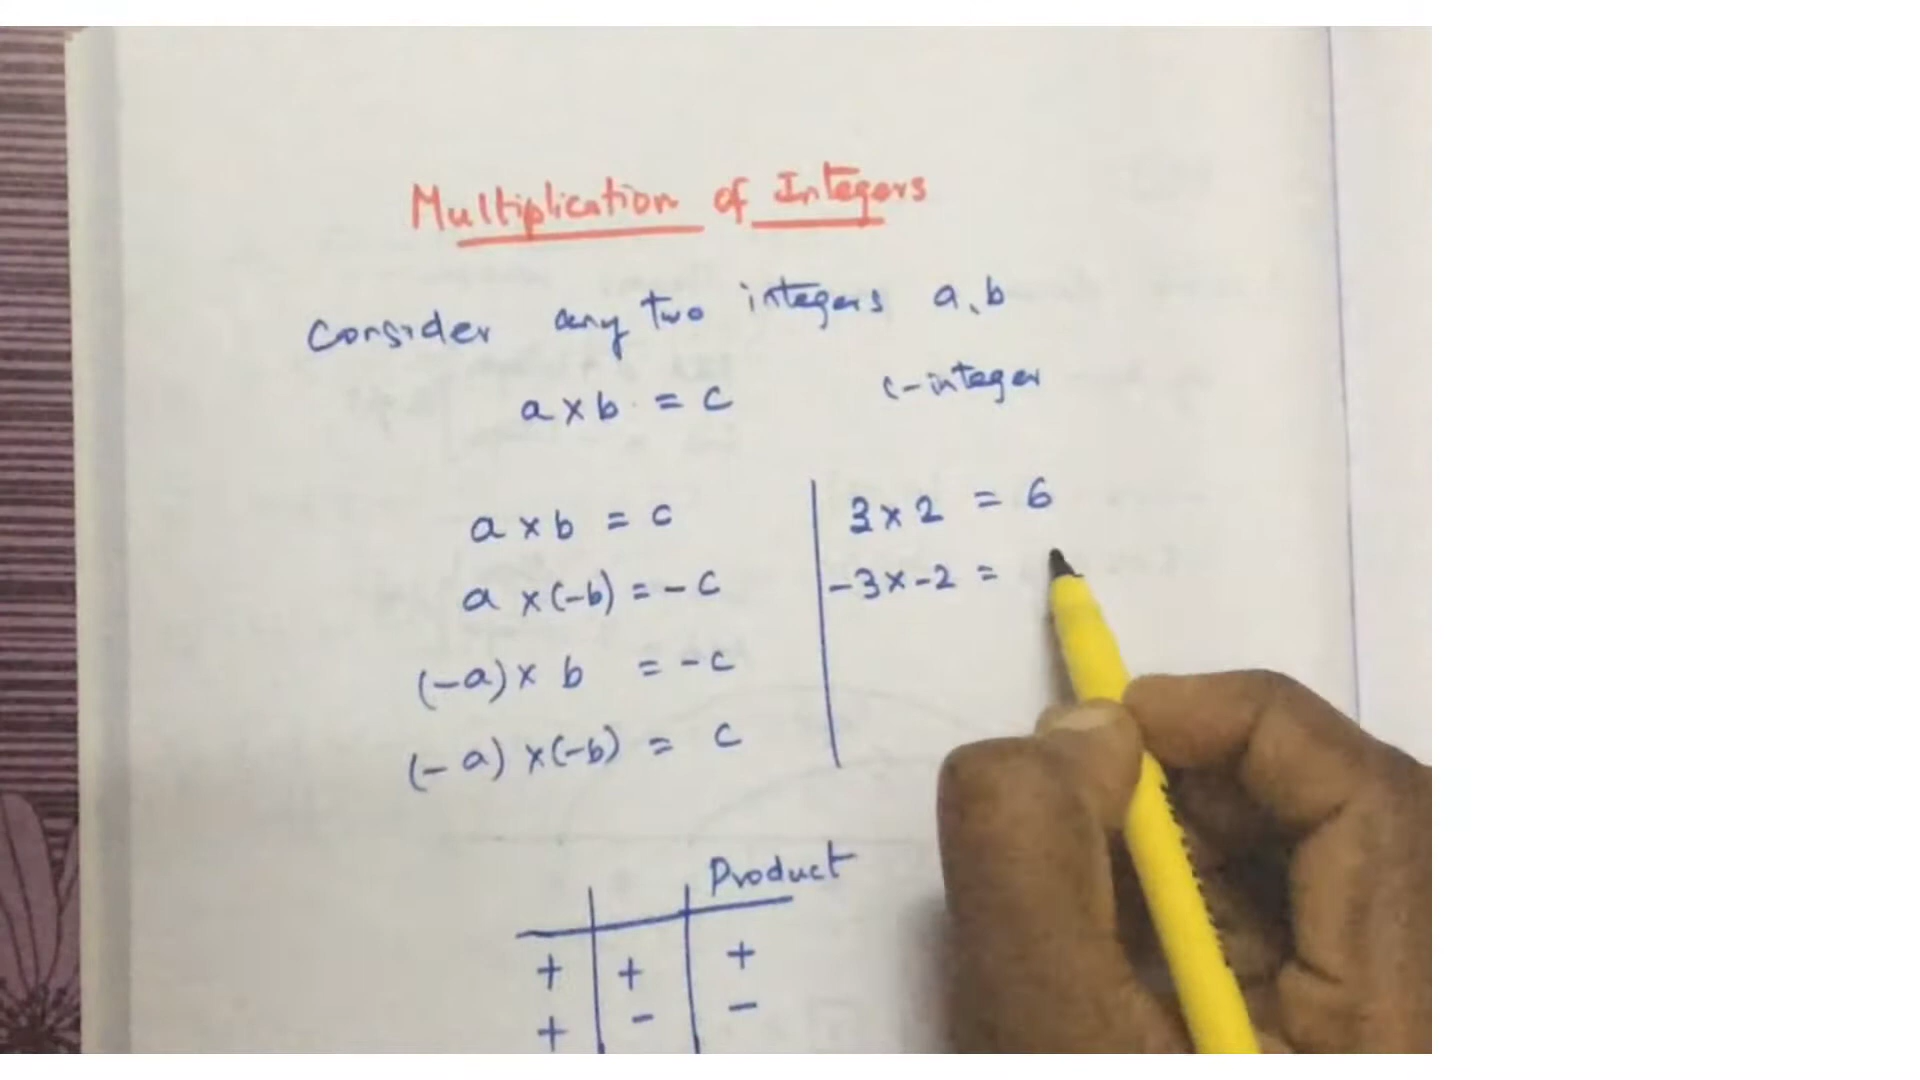 Multiplication of Integers
Consider any two integers a, b
a × b = c c - integer
a × b = c
a × (-b) = - c
(-a) × b = - c
(-a) × (-b) = c
3 × 2 = 6
-3 × -2 =
Product
+ + +
+ - -